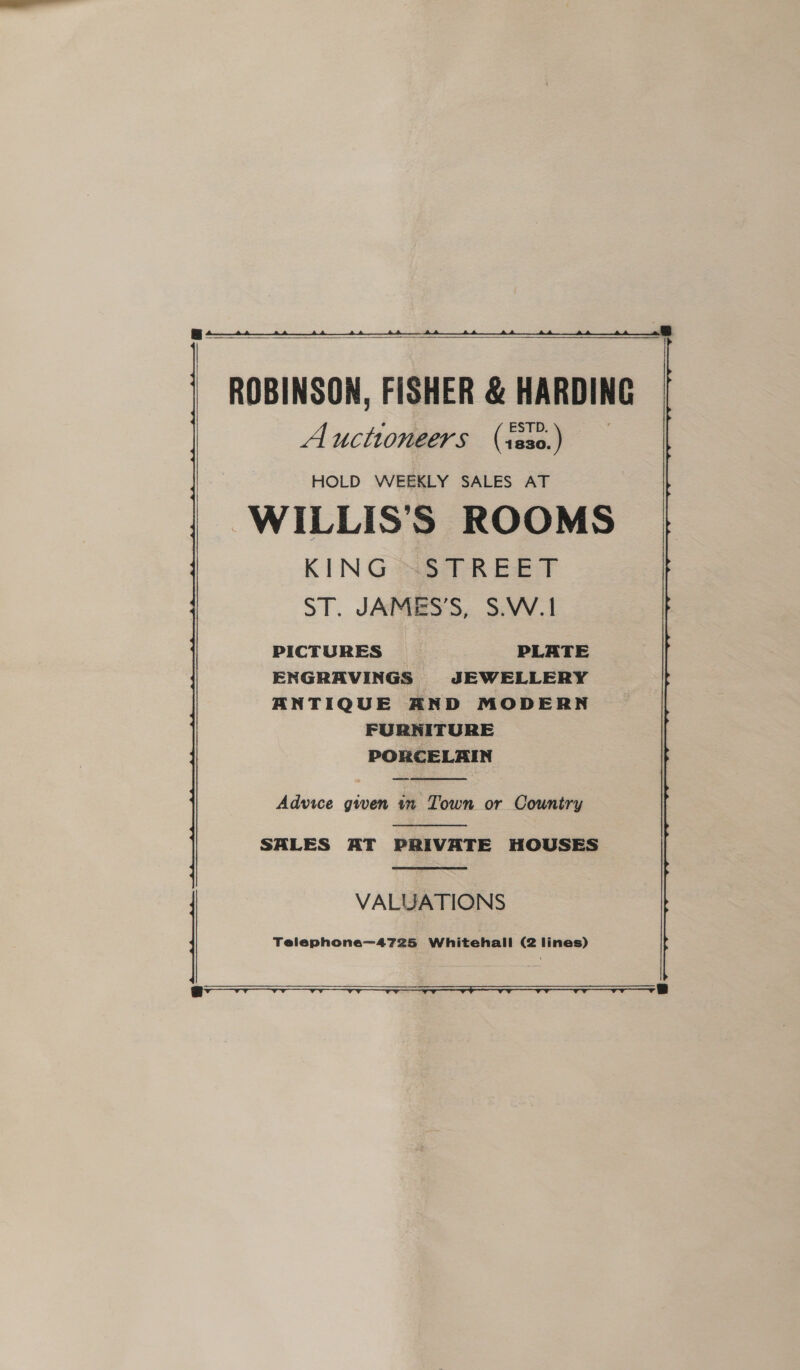 ROBINSON, FISHER & HARDING
Auctioneers (ESTD. 1830.)
HOLD WEEKLY SALES AT
WILLIS'S ROOMS
KING STREET
ST. JAMES'S, S.W.1
PICTURES PLATE
ENGRAVINGS JEWELLERY
ANTIQUE AND MODERN
FURNITURE
PORCELAIN
Advice given in Town or Country
SALES AT PRIVATE HOUSES
VALUATIONS
Telephone—4725 Whitehall (2 lines)